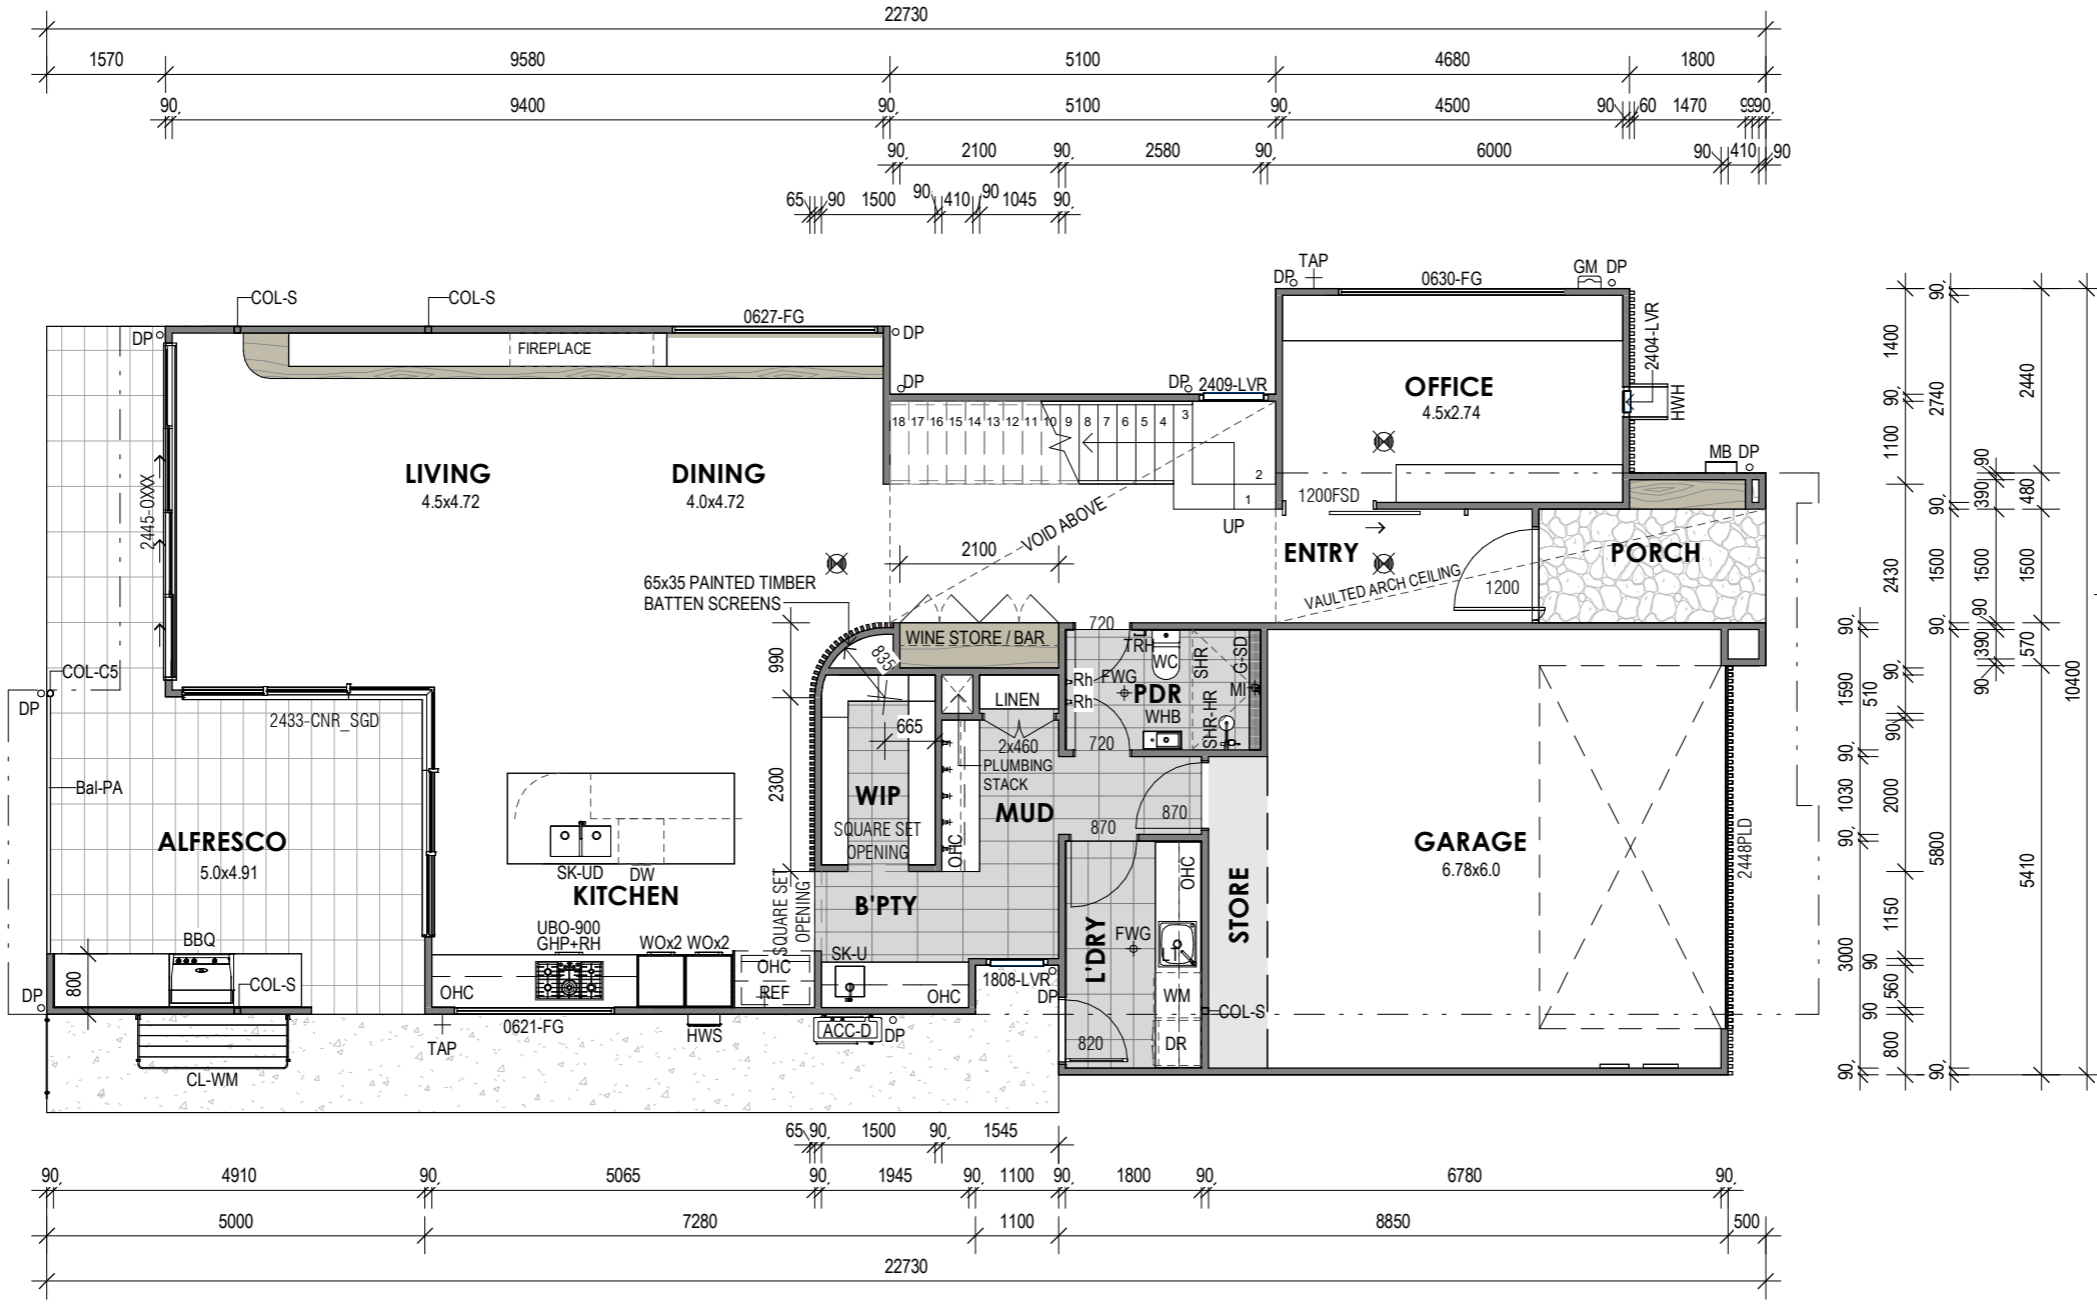 22730
1570 9580 5100 4680 1800
90, 9400 90, 5100 90, 4500 90, 60 1470 90,
90, 2100 90, 2580 90, 6000 90, 410 90
65, 90 1500 90, 410 90 1045 90,
TAP
DP GM DP
COL-S COL-S 0630-FG
0627-FG
DP DP
FIREPLACE
2404-LVR
DP DP 2409-LVR
OFFICE
4.5x2.74
HWH
18 17 16 15 14 13 12 11 10 9 8 7 6 5 4 3
2
1
UP
MB DP
LIVING
4.5x4.72
DINING
4.0x4.72
2445-OXXX
1200FSD
VOID ABOVE
2100
ENTRY
PORCH
VAULTED ARCH CEILING
1200
65x35 PAINTED TIMBER
BATTEN SCREENS
990
835
WINE STORE / BAR
720
TRH
WC
SHR
G-SD
COL-C5
DP
Rh FWG
Rh
PDR
MI
WHB
SHR-HR
LINEN
2433-CNR_SGD
665
2x460
720
PLUMBING
STACK
Bal-PA
2300
WIP
MUD
870
870
SQUARE SET
OPENING
OHC
ALFRESCO
5.0x4.91
GARAGE
6.78x6.0
2448PLD
SK-UD DW
KITCHEN
SQUARE SET
OPENING
B'PTY
OHC
STORE
L'DRY
FWG
LT
BBQ
UBO-900
GHP+RH
WOx2 WOx2
SK-U
800
COL-S
OHC
OHC
REF
OHC
1808-LVR
DP
WM
DP
COL-S
0621-FG
TAP
HWS
ACC-D DP
820
DR
CL-WM
90, 1590 90, 1030 90, 3000 90,
1400 90, 1100 2430 90, 510 90 2000 1150 90 560 90 800
90, 2740 90, 1500 90, 5800 90,
90 390 1500 90 390 90
2440 480 1500 570 5410
10400
65, 90, 1500 90, 1545
90, 4910 90, 5065 90, 1945 90, 1100 90, 1800 90, 6780 90,
5000 7280 1100 8850 500
22730